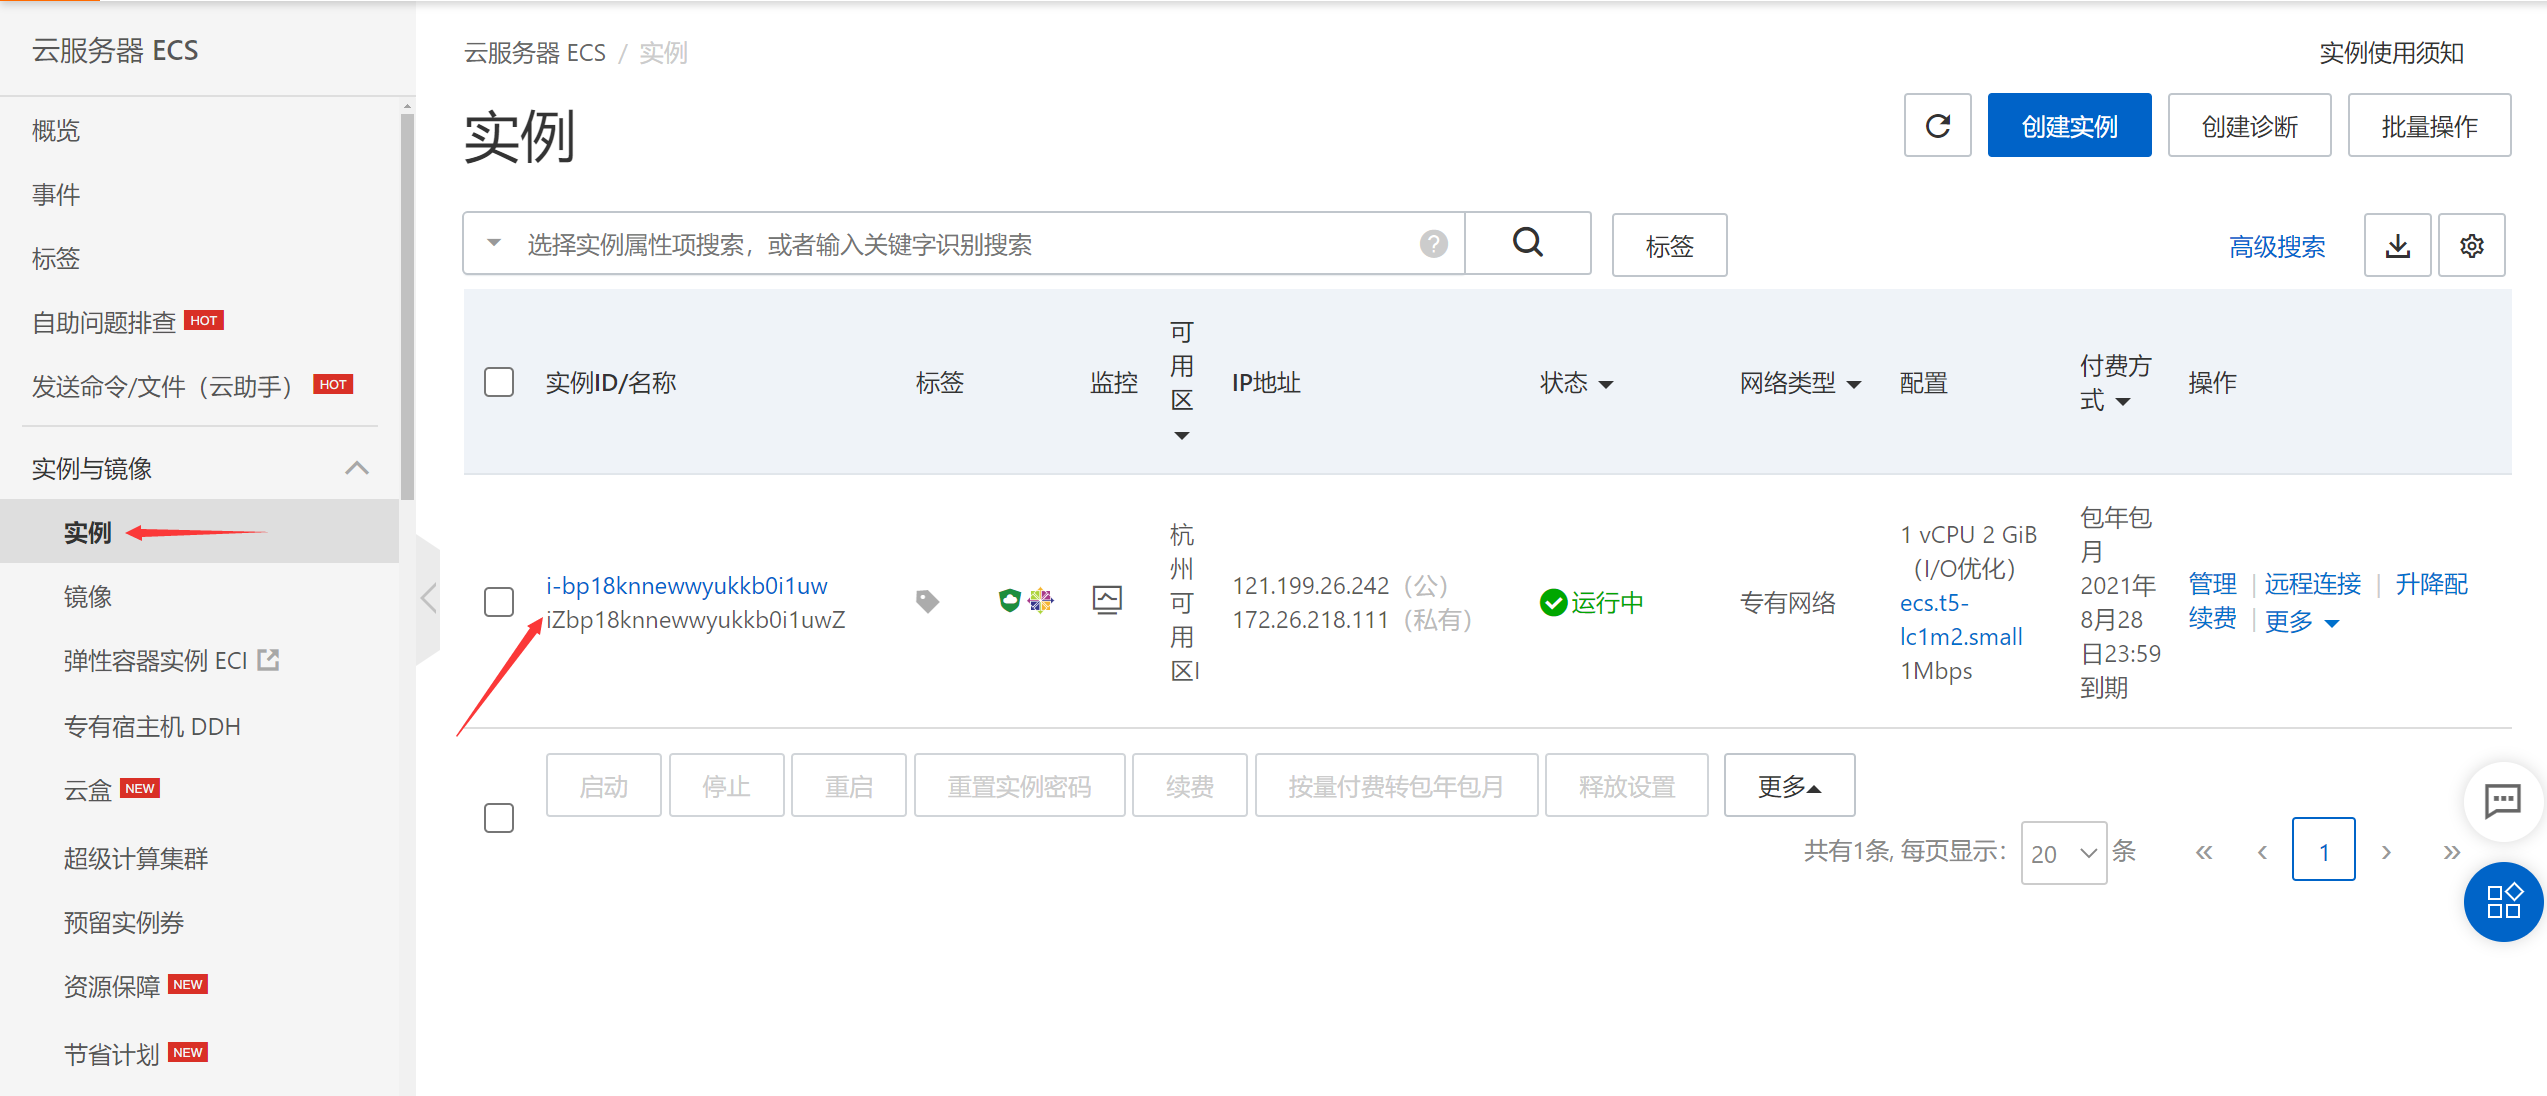 云服务器 ECS
概览
事件
标签
自助问题排查 HOT
发送命令/文件（云助手） HOT
实例与镜像
实例
镜像
弹性容器实例 ECI
专有宿主机 DDH
云盒 NEW
超级计算集群
预留实例券
资源保障 NEW
节省计划 NEW
云服务器 ECS / 实例
实例使用须知
实例
创建实例
创建诊断
批量操作
选择实例属性项搜索，或者输入关键字识别搜索
?
标签
高级搜索
实例ID/名称
标签
监控
可
用
区
IP地址
状态
网络类型
配置
付费方
式
操作
i-bp18knnewwyukkb0i1uw
iZbp18knnewwyukkb0i1uwZ
杭
州
可
用
区I
121.199.26.242（公）
172.26.218.111（私有）
运行中
专有网络
1 vCPU 2 GiB
（I/O优化）
ecs.t5-
lc1m2.small
1Mbps
包年包
月
2021年
8月28
日23:59
到期
管理 | 远程连接 | 升降配
续费 | 更多
启动
停止
重启
重置实例密码
续费
按量付费转包年包月
释放设置
更多
共有1条, 每页显示: 20 条
« ‹ 1 › »